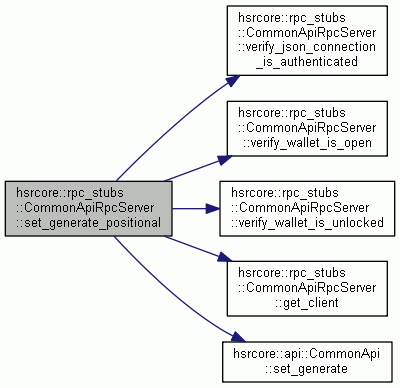 hsrcore::rpc_stubs
::CommonApiRpcServer
::set_generate_positional
hsrcore::rpc_stubs
::CommonApiRpcServer
::verify_json_connection
_is_authenticated
hsrcore::rpc_stubs
::CommonApiRpcServer
::verify_wallet_is_open
hsrcore::rpc_stubs
::CommonApiRpcServer
::verify_wallet_is_unlocked
hsrcore::rpc_stubs
::CommonApiRpcServer
::get_client
hsrcore::api::CommonApi
::set_generate